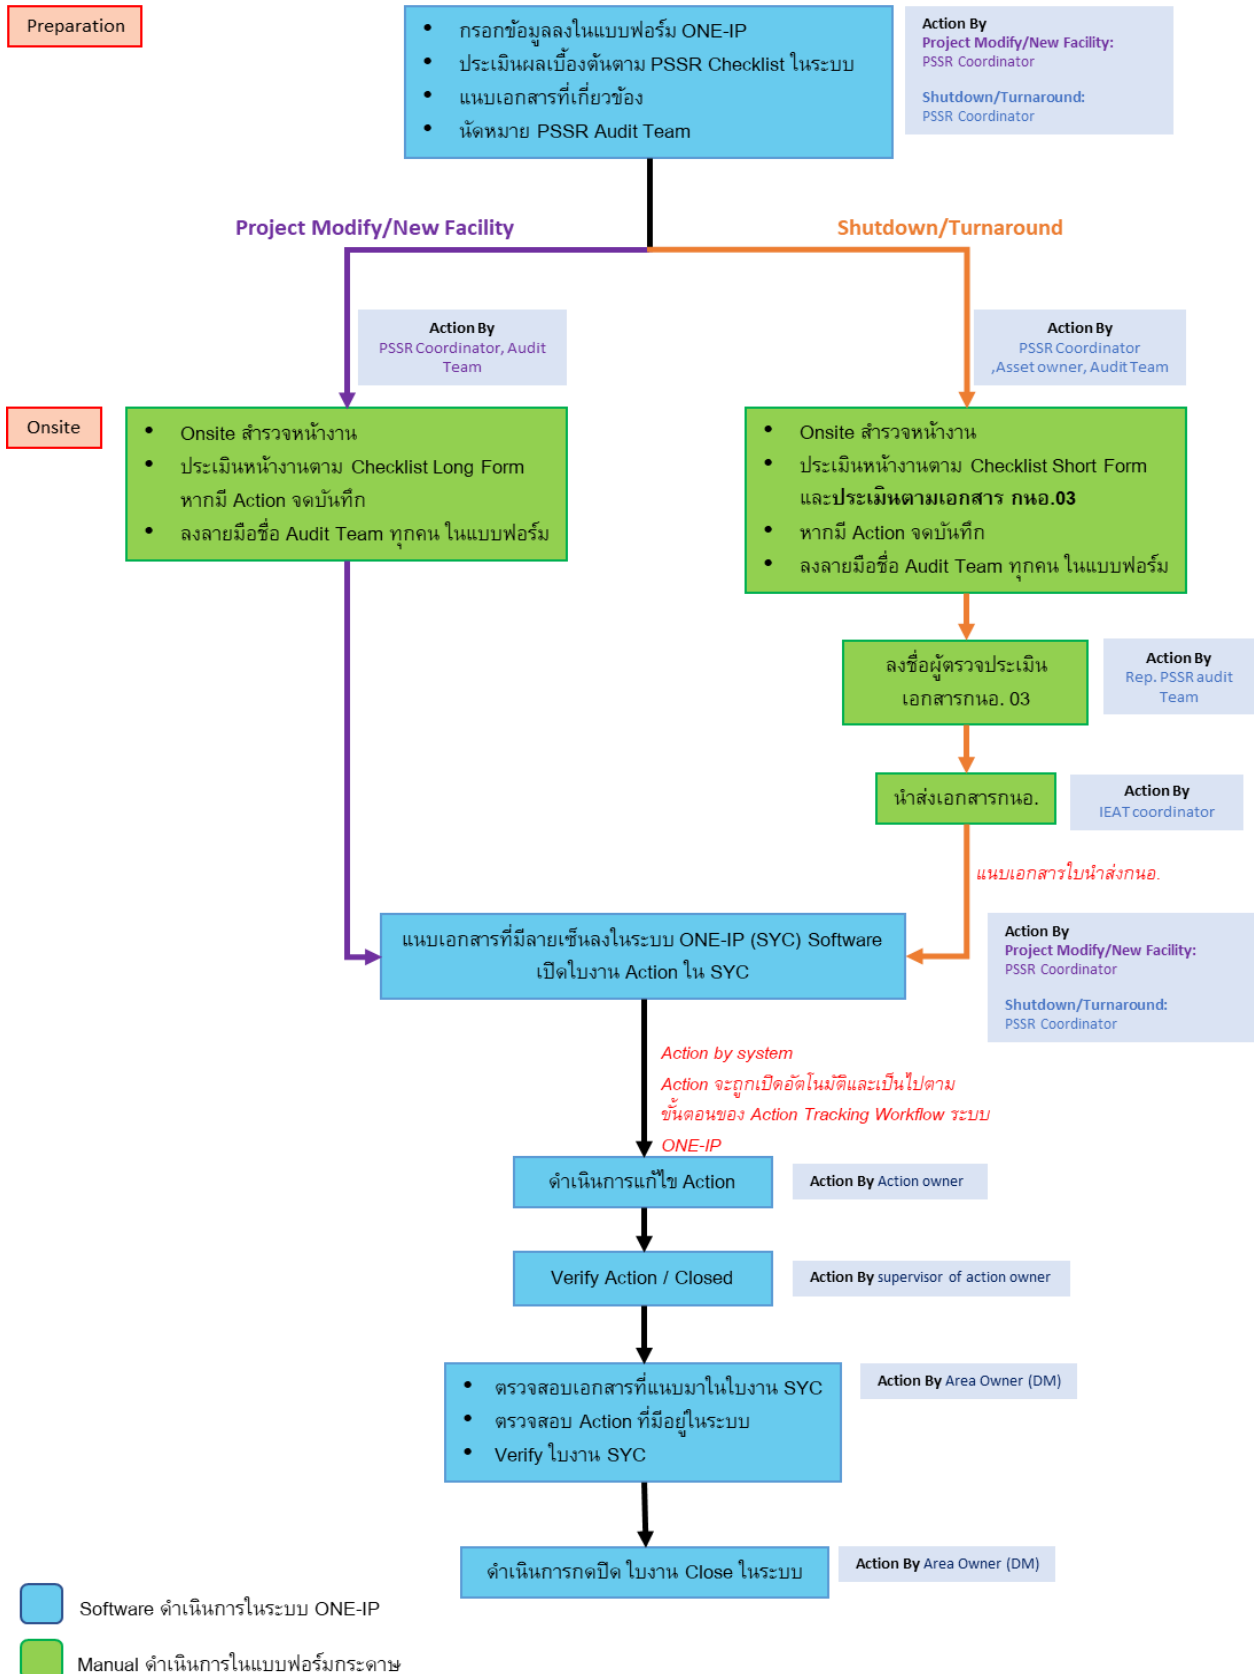 Preparation
• กรอกข้อมูลลงในแบบฟอร์ม ONE-IP
• ประเมินผลเบื้องต้นตาม PSSR Checklist ในระบบ
• แนบเอกสารที่เกี่ยวข้อง
• นัดหมาย PSSR Audit Team
Action By
Project Modify/New Facility:
PSSR Coordinator
Shutdown/Turnaround:
PSSR Coordinator
Project Modify/New Facility
Shutdown/Turnaround
Action By
PSSR Coordinator, Audit
Team
Action By
PSSR Coordinator
,Asset owner, Audit Team
Onsite
• Onsite สำรวจหน้างาน
• ประเมินหน้างานตาม Checklist Long Form
หากมี Action จดบันทึก
• ลงลายมือชื่อ Audit Team ทุกคน ในแบบฟอร์ม
• Onsite สำรวจหน้างาน
• ประเมินหน้างานตาม Checklist Short Form
และประเมินตามเอกสาร กนอ.03
• หากมี Action จดบันทึก
• ลงลายมือชื่อ Audit Team ทุกคน ในแบบฟอร์ม
ลงชื่อผู้ตรวจประเมิน
เอกสารกนอ. 03
Action By
Rep. PSSR audit
Team
นำส่งเอกสารกนอ.
Action By
IEAT coordinator
แนบเอกสารใบนำส่งกนอ.
แนบเอกสารที่มีลายเซ็นลงในระบบ ONE-IP (SYC) Software
เปิดใบงาน Action ใน SYC
Action By
Project Modify/New Facility:
PSSR Coordinator
Shutdown/Turnaround:
PSSR Coordinator
Action by system
Action จะถูกเปิดอัตโนมัติและเป็นไปตาม
ขั้นตอนของ Action Tracking Workflow ระบบ
ONE-IP
ดำเนินการแก้ไข Action
Action By Action owner
Verify Action / Closed
Action By supervisor of action owner
• ตรวจสอบเอกสารที่แนบมาในใบงาน SYC
• ตรวจสอบ Action ที่มีอยู่ในระบบ
• Verify ใบงาน SYC
Action By Area Owner (DM)
ดำเนินการกดปิด ใบงาน Close ในระบบ
Action By Area Owner (DM)
Software ดำเนินการในระบบ ONE-IP
Manual ดำเนินการในแบบฟอร์มกระดาษ